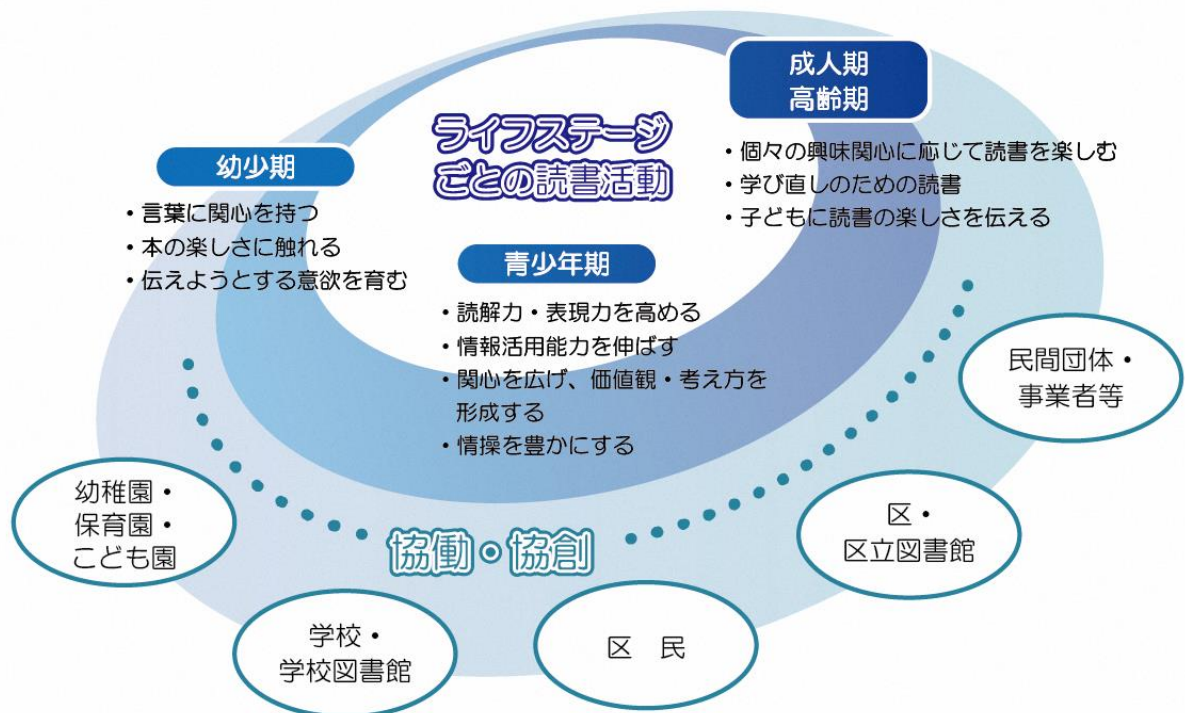 ライフステージ
ごとの読書活動
幼少期
・言葉に関心を持つ
・本の楽しさに触れる
・伝えようとする意欲を育む
青少年期
・読解力・表現力を高める
・情報活用能力を伸ばす
・関心を広げ、価値観・考え方を
形成する
・情操を豊かにする
成人期
高齢期
・個々の興味関心に応じて読書を楽しむ
・学び直しのための読書
・子どもに読書の楽しさを伝える
協働・協創
幼稚園・
保育園・
こども園
学校・
学校図書館
区　民
区・
区立図書館
民間団体・
事業者等